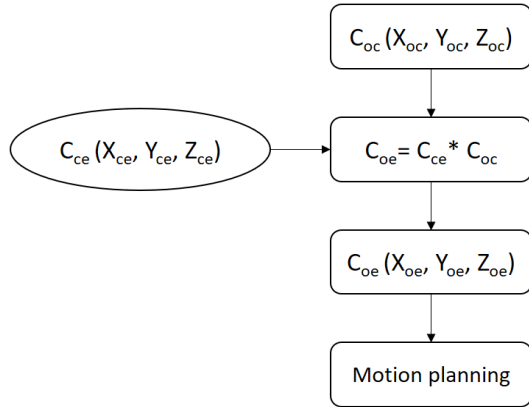 C_oc (X_oc, Y_oc, Z_oc)
C_ce (X_ce, Y_ce, Z_ce)
C_oe= C_ce* C_oc
C_oe (X_oe, Y_oe, Z_oe)
Motion planning